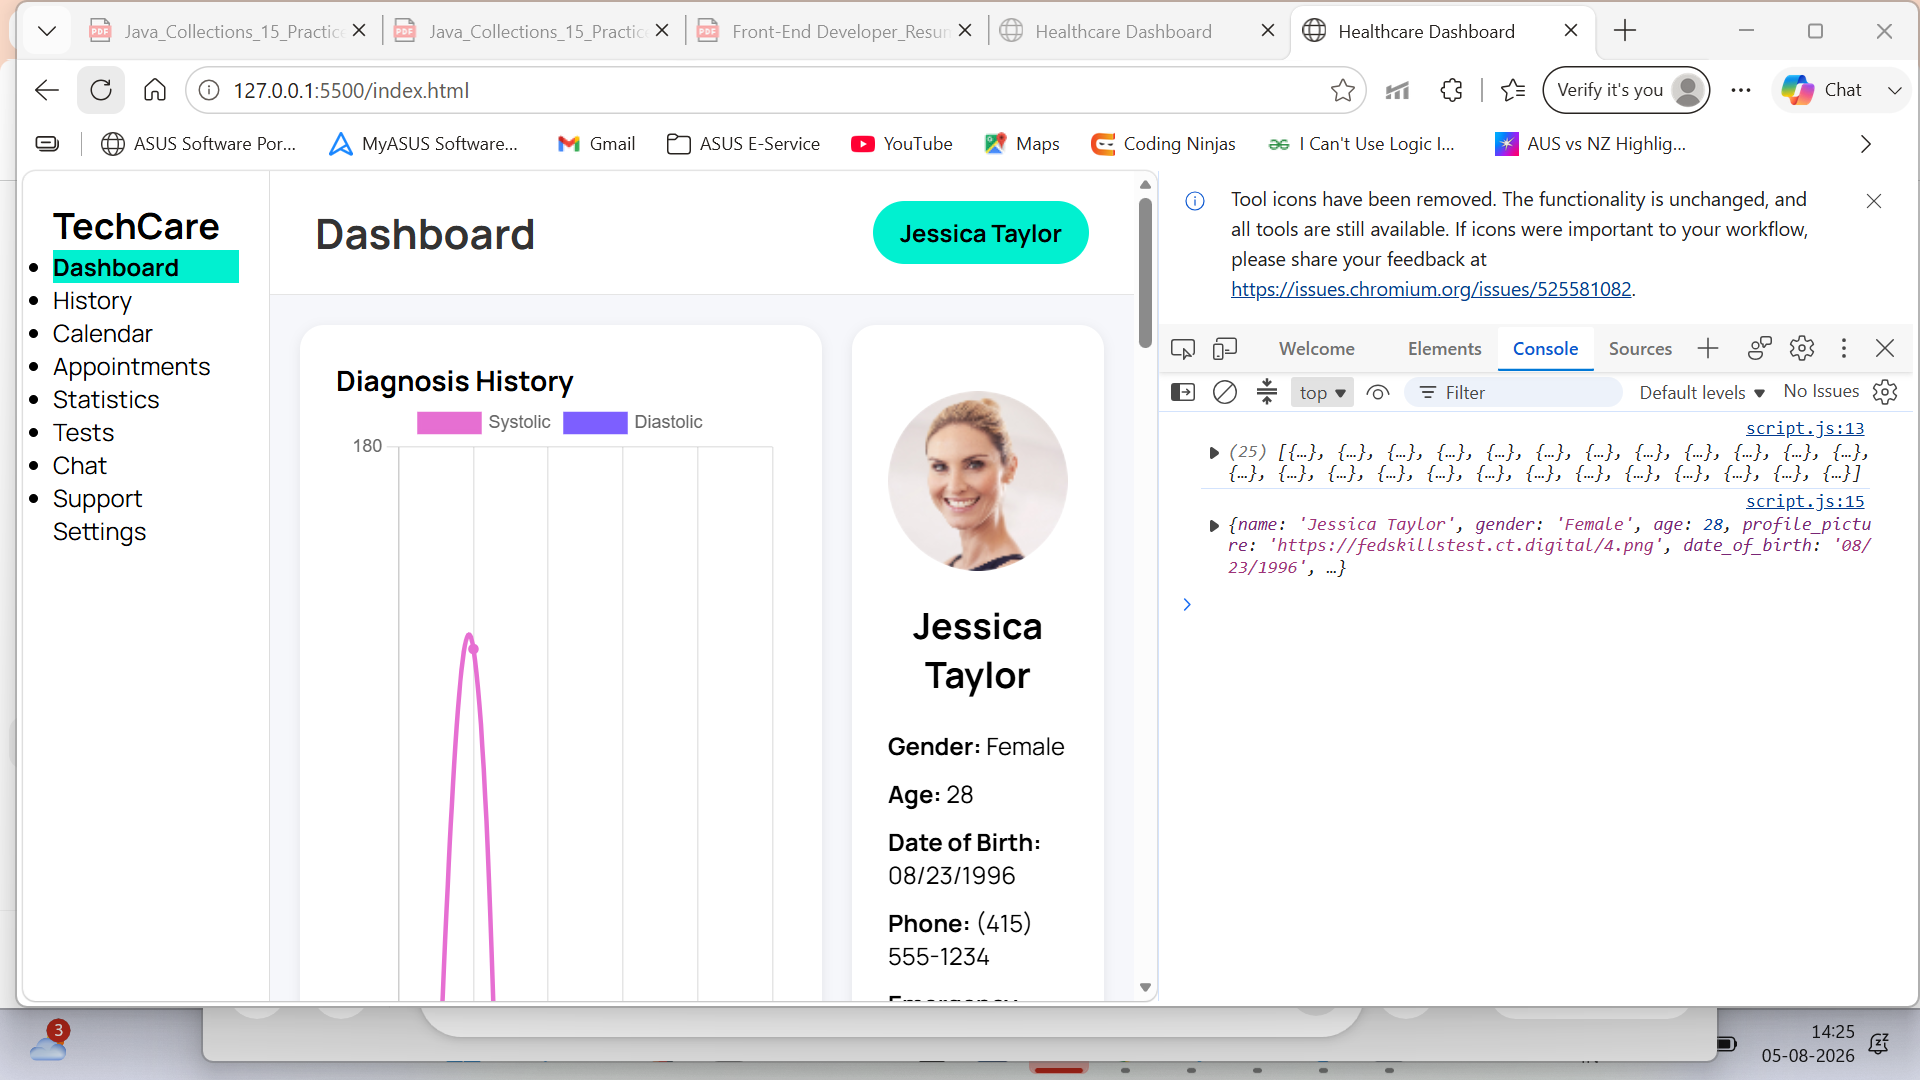 Java_Collections_15_Practice
Java_Collections_15_Practice
Front-End Developer_Resun
Healthcare Dashboard
Healthcare Dashboard
127.0.0.1:5500/index.html
Verify it's you
Chat
ASUS Software Por...
MyASUS Software...
Gmail
ASUS E-Service
YouTube
Maps
Coding Ninjas
I Can't Use Logic I...
AUS vs NZ Highlig...
TechCare
Dashboard
History
Calendar
Appointments
Statistics
Tests
Chat
Support
Settings
Dashboard
Jessica Taylor
Diagnosis History
Systolic
Diastolic
180
Jessica
Taylor
Gender: Female
Age: 28
Date of Birth:
08/23/1996
Phone: (415)
555-1234
Tool icons have been removed. The functionality is unchanged, and
all tools are still available. If icons were important to your workflow,
please share your feedback at
https://issues.chromium.org/issues/525581082.
Welcome
Elements
Console
Sources
top
Filter
Default levels
No Issues
script.js:13
(25) [{…}, {…}, {…}, {…}, {…}, {…}, {…}, {…}, {…}, {…}, {…}, {…},
{…}, {…}, {…}, {…}, {…}, {…}, {…}, {…}, {…}, {…}, {…}, {…}, {…}]
script.js:15
{name: 'Jessica Taylor', gender: 'Female', age: 28, profile_pictu
re: 'https://fedskillstest.ct.digital/4.png', date_of_birth: '08/
23/1996', …}
3
14:25
05-08-2026